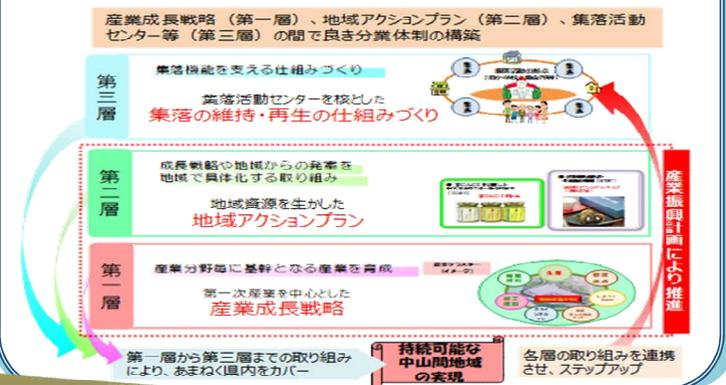 産業成長戦略（第一層）、地域アクションプラン（第二層）、集落活動
センター等（第三層）の間で良き分業体制の構築
第三層
集落機能を支える仕組みづくり
集落活動センターを核とした
集落の維持・再生の仕組みづくり
集落
集落
集落
集落
第二層
成長戦略や地域からの発案を
地域で具体化する取り組み
地域資源を生かした
地域アクションプラン
第一層
産業分野毎に基幹となる産業を育成
第一次産業を中心とした
産業成長戦略
（イメージ）
産業振興計画により推進
第一層から第三層までの取り組み
により、あまねく県内をカバー
持続可能な
中山間地域
の実現
各層の取り組みを連携
させ、ステップアップ